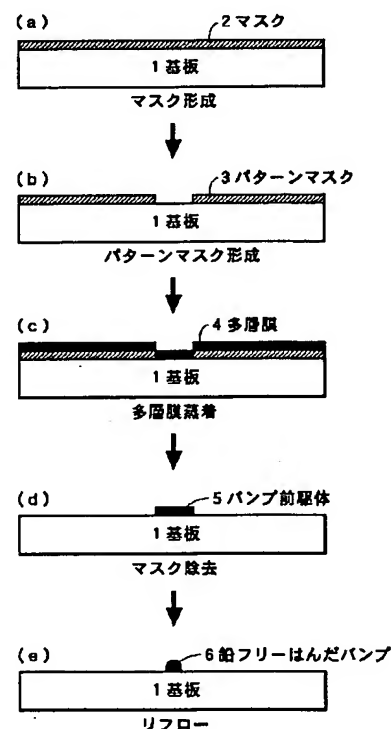 (a)
2マスク
1基板
マスク形成
(b)
3パターンマスク
1基板
パターンマスク形成
(c)
4多層膜
1基板
多層膜蒸着
(d)
5バンプ前駆体
1基板
マスク除去
(e)
6鉛フリーはんだバンプ
1基板
リフロー